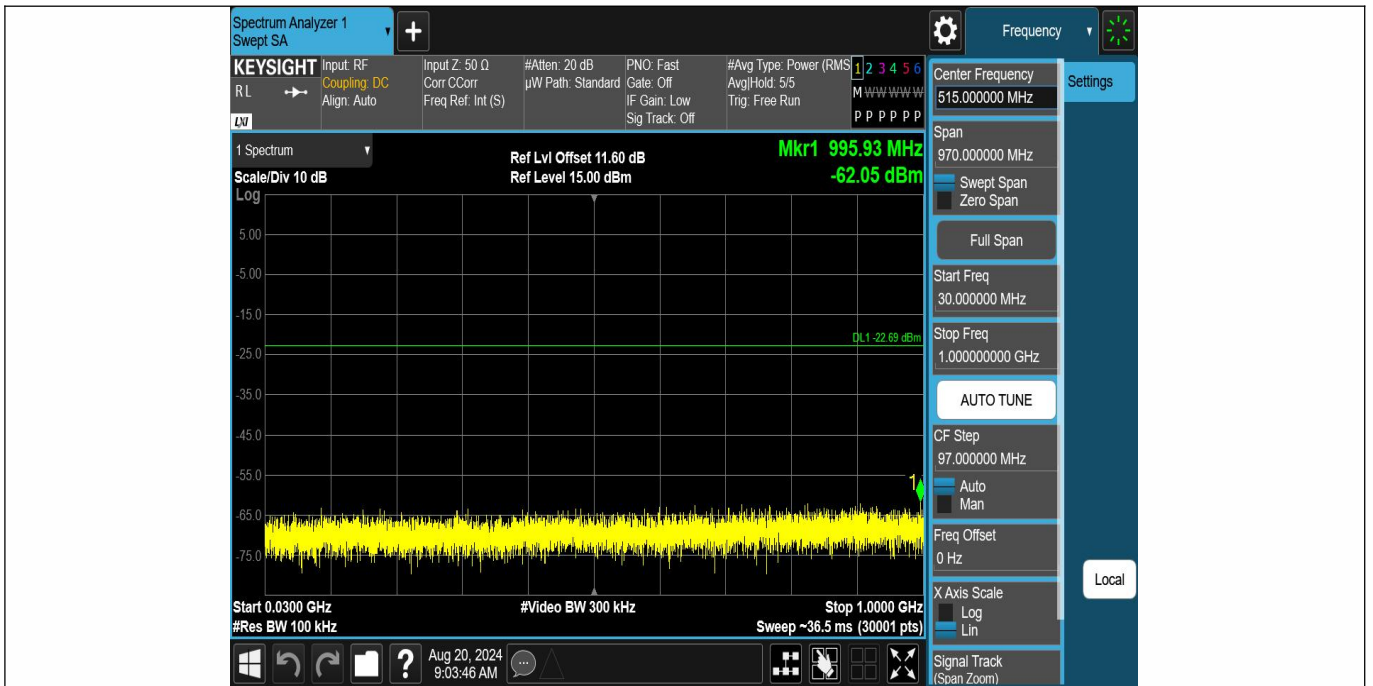 Spectrum Analyzer 1
Swept SA
+
Frequency
KEYSIGHT
RL
LXI
Input: RF
Coupling: DC
Align: Auto
Input Z: 50 Ω
Corr CCorr
Freq Ref: Int (S)
#Atten: 20 dB
µW Path: Standard
PNO: Fast
Gate: Off
IF Gain: Low
Sig Track: Off
#Avg Type: Power (RMS
Avg|Hold: 5/5
Trig: Free Run
1 2 3 4 5 6
M W W W W W
P P P P P P
1 Spectrum
Scale/Div 10 dB
Log
Ref Lvl Offset 11.60 dB
Ref Level 15.00 dBm
Mkr1 995.93 MHz
-62.05 dBm
5.00
-5.00
-15.0
DL1 -22.69 dBm
-25.0
-35.0
-45.0
-55.0
1
-65.0
-75.0
Start 0.0300 GHz
#Video BW 300 kHz
Stop 1.0000 GHz
#Res BW 100 kHz
Sweep ~36.5 ms (30001 pts)
?
Aug 20, 2024
9:03:46 AM
Center Frequency
515.000000 MHz
Settings
Span
970.000000 MHz
Swept Span
Zero Span
Full Span
Start Freq
30.000000 MHz
Stop Freq
1.000000000 GHz
AUTO TUNE
CF Step
97.000000 MHz
Auto
Man
Freq Offset
0 Hz
Local
X Axis Scale
Log
Lin
Signal Track
(Span Zoom)